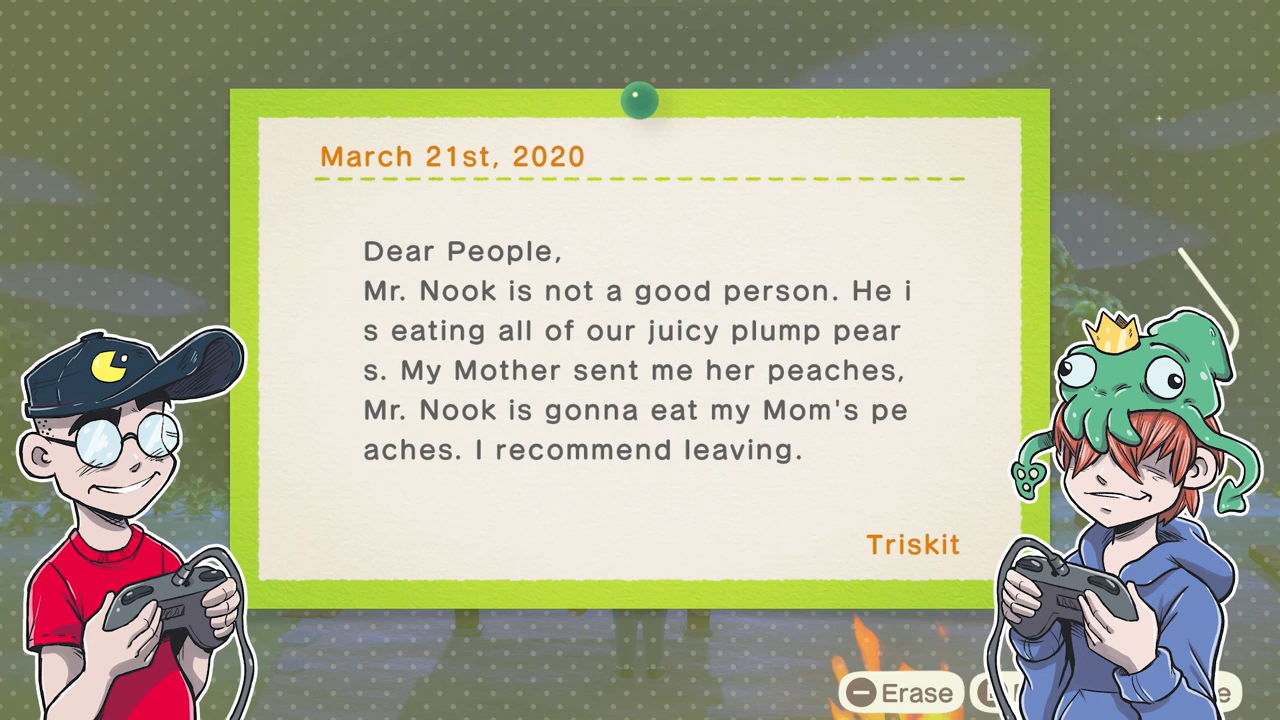 March 21st, 2020
Dear People,
Mr. Nook is not a good person. He i
s eating all of our juicy plump pear
s. My Mother sent me her peaches,
Mr. Nook is gonna eat my Mom's pe
aches. I recommend leaving.
Triskit
Erase